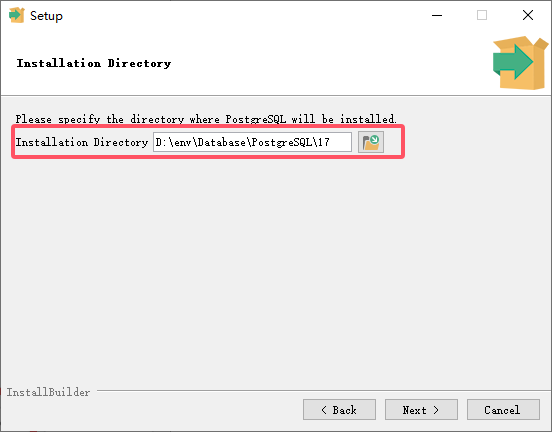 Setup
Installation Directory
Please specify the directory where PostgreSQL will be installed.
Installation Directory D:\env\Database\PostgreSQL\17
InstallBuilder
< Back Next > Cancel